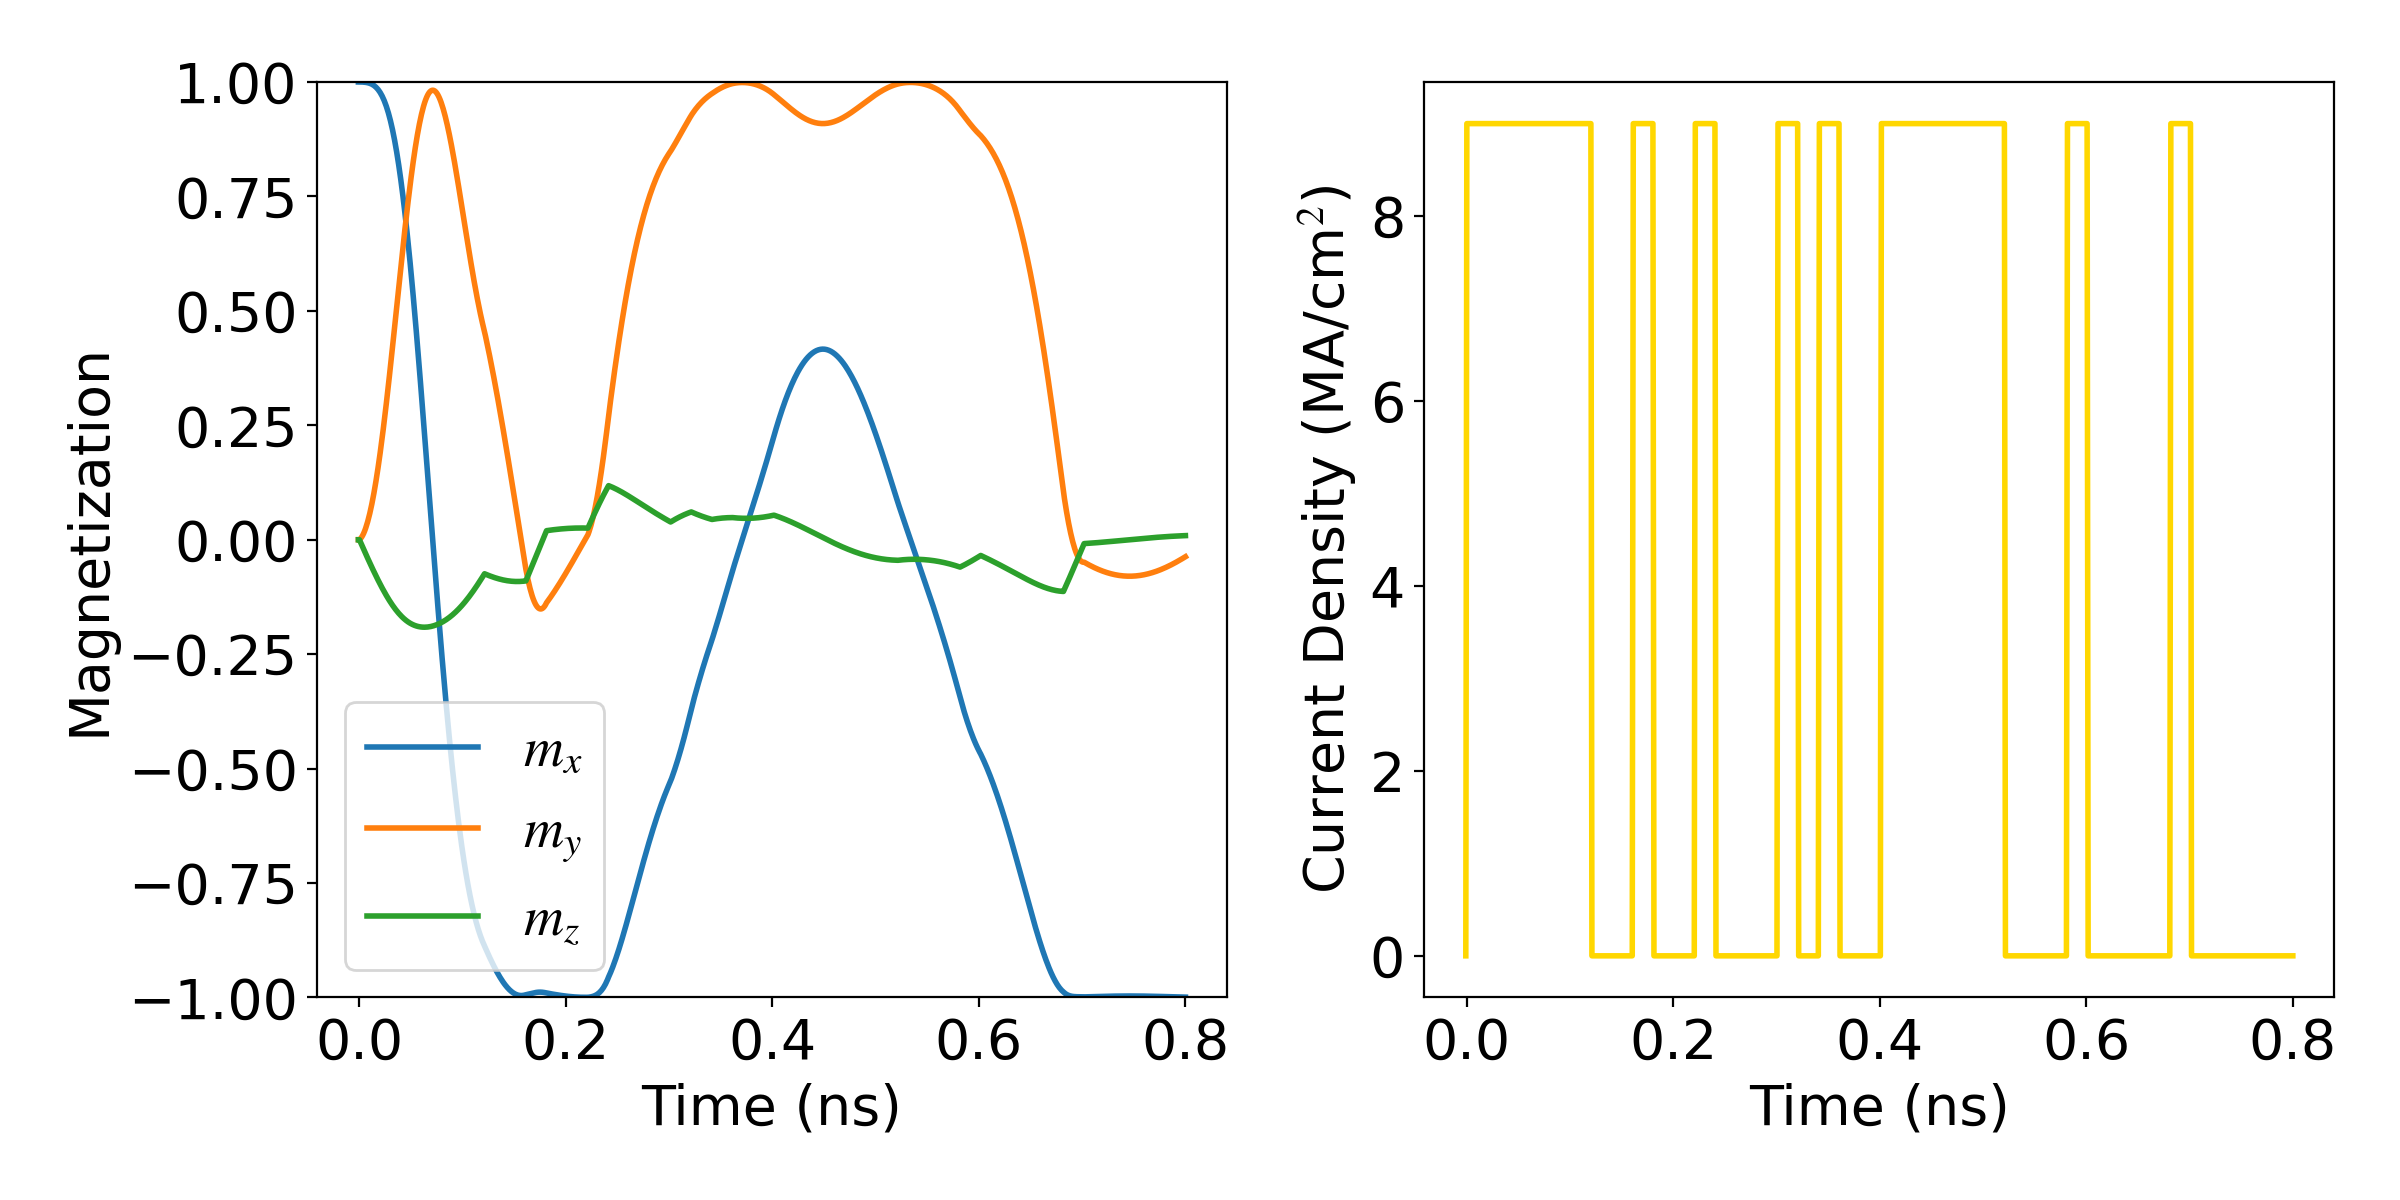 Magnetization
1.00
0.75
0.50
0.25
0.00
−0.25
−0.50
−0.75
−1.00
m_x
m_y
m_z
0.0 0.2 0.4 0.6 0.8
Time (ns)
Current Density (MA/cm²)
8
6
4
2
0
0.0 0.2 0.4 0.6 0.8
Time (ns)